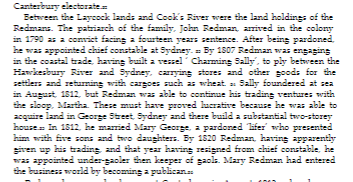 Canterbury electorate.
Between the Laycock lands and Cook's River were the land holdings of the
Redmans. The patriarch of the family, John Redman, arrived in the colony
in 1790 as a convict facing a fourteen years sentence. After being pardoned,
he was appointed chief constable at Sydney. By 1807 Redman was engaging
in the coastal trade, having built a vessel ' Charming Sally', to ply between the
Hawkesbury River and Sydney, carrying stores and other goods for the
settlers and returning with cargoes such as wheat. Sally foundered at sea
in August, 1812, but Redman was able to continue his trading ventures with
the sloop, Martha. These must have proved lucrative because he was able to
acquire land in George Street, Sydney and there build a substantial two-storey
house. In 1812, he married Mary George, a pardoned 'lifer' who presented
him with five sons and two daughters. By 1820 Redman, having apparently
given up his trading, and that year having resigned from chief constable, he
was appointed under-gaoler then keeper of gaols. Mary Redman had entered
the business world by becoming a publican.